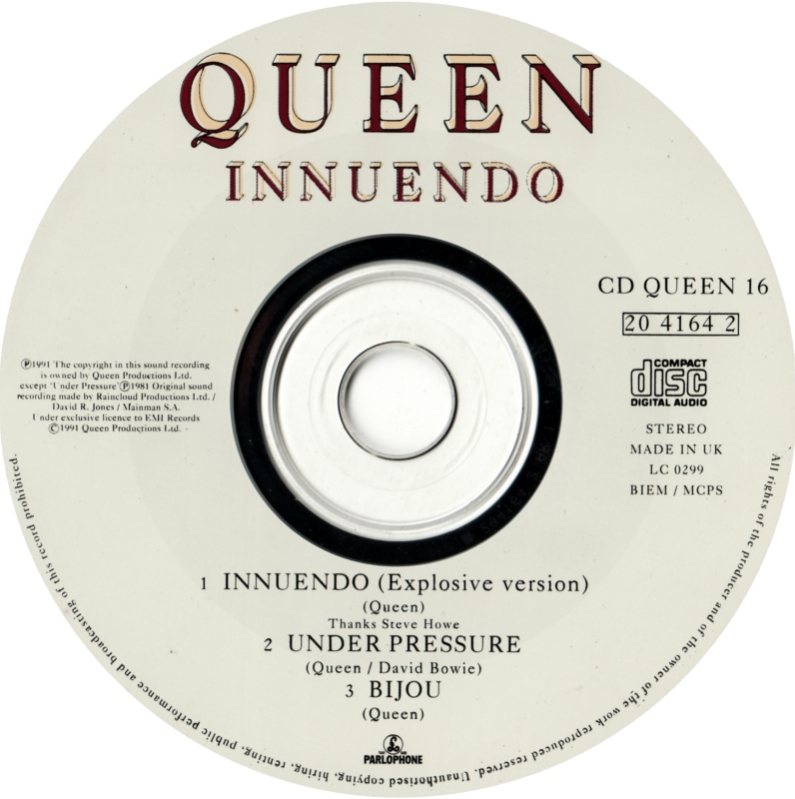 QUEEN
INNUENDO
CD QUEEN 16
20 4164 2
COMPACT
disc
DIGITAL AUDIO
STEREO
MADE IN UK
LC 0299
BIEM / MCPS
Ⓟ1991 The copyright in this sound recording
is owned by Queen Productions Ltd.
except 'Under Pressure'Ⓟ1981 Original sound
recording made by Raincloud Productions Ltd. /
David R. Jones / Mainman S.A.
Under exclusive licence to EMI Records
©1991 Queen Productions Ltd.
1 INNUENDO (Explosive version)
(Queen)
Thanks Steve Howe
2 UNDER PRESSURE
(Queen / David Bowie)
3 BIJOU
(Queen)
PARLOPHONE
All rights of the producer and of the owner of the work reproduced reserved. Unauthorised copying, hiring, renting, public performance and broadcasting of this record prohibited.